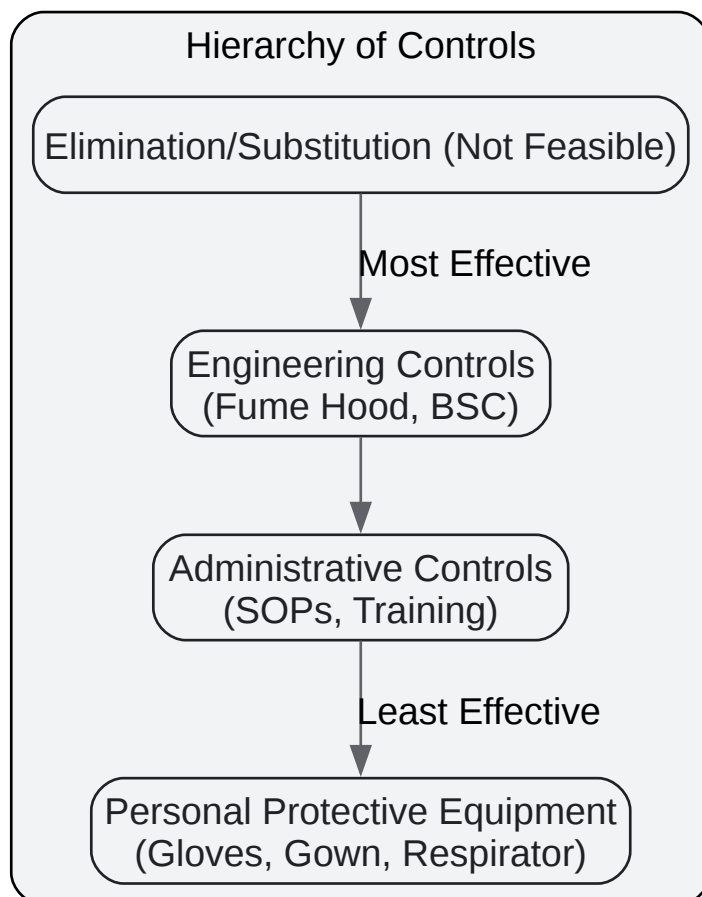 Hierarchy of Controls
Elimination/Substitution (Not Feasible)
Most Effective
Engineering Controls
(Fume Hood, BSC)
Administrative Controls
(SOPs, Training)
Least Effective
Personal Protective Equipment
(Gloves, Gown, Respirator)